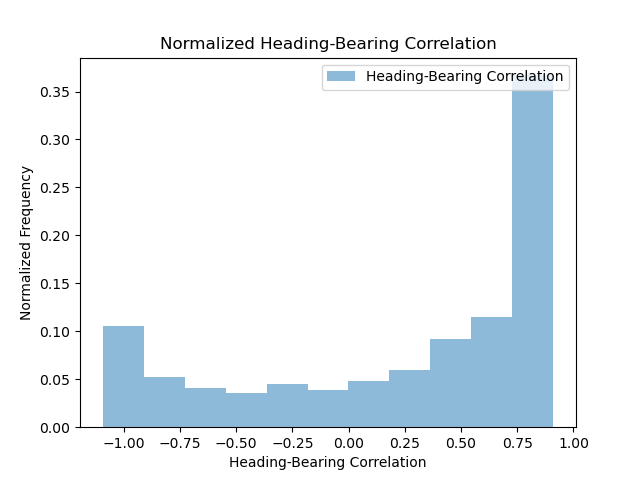 Normalized Heading-Bearing Correlation
Heading-Bearing Correlation
0.35
0.30
0.25
0.20
0.15
0.10
0.05
0.00
Normalized Frequency
−1.00 −0.75 −0.50 −0.25 0.00 0.25 0.50 0.75 1.00
Heading-Bearing Correlation